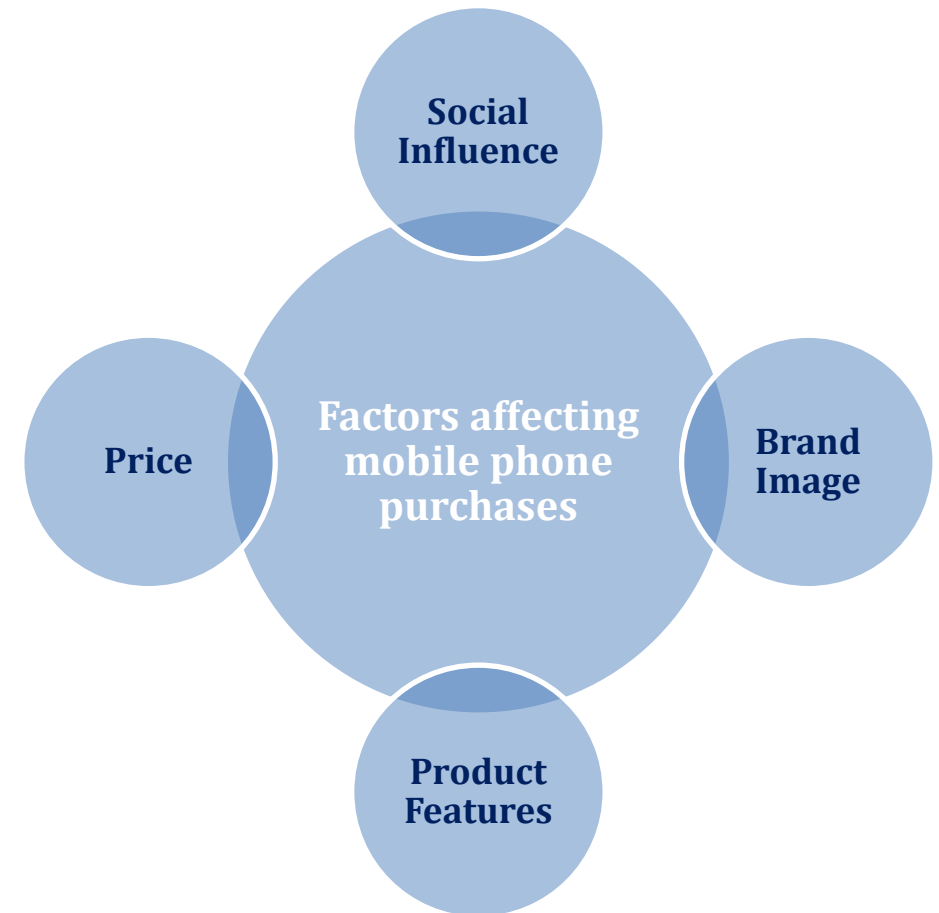 Social
Influence
Price
Factors affecting
mobile phone
purchases
Brand
Image
Product
Features